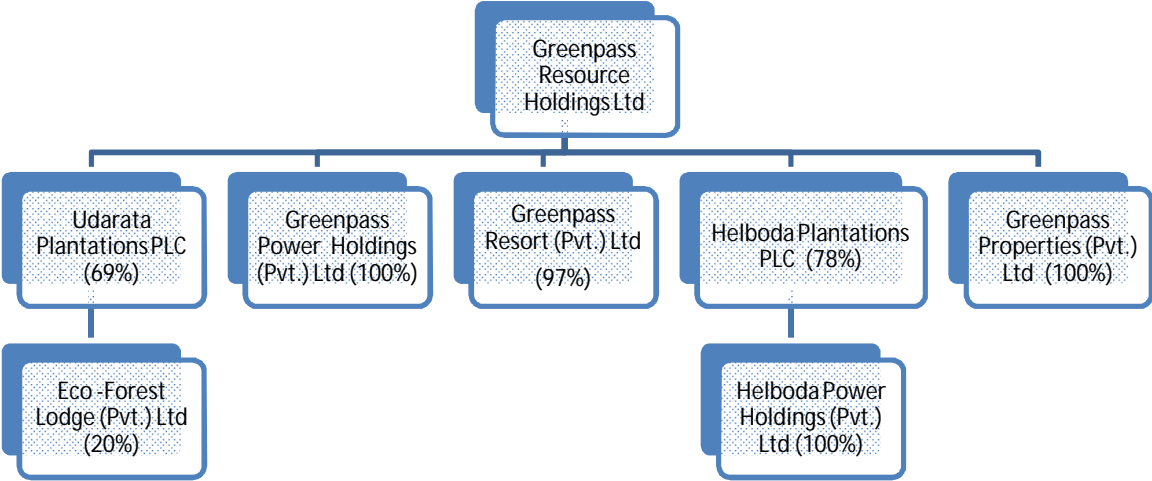 Greenpass
Resource
Holdings Ltd
Udarata
Plantations PLC
(69%)
Greenpass
Power Holdings
(Pvt.) Ltd (100%)
Greenpass
Resort (Pvt.) Ltd
(97%)
Helboda Plantations
PLC (78%)
Greenpass
Properties (Pvt.)
Ltd (100%)
Eco -Forest
Lodge (Pvt.) Ltd
(20%)
Helboda Power
Holdings (Pvt.)
Ltd (100%)